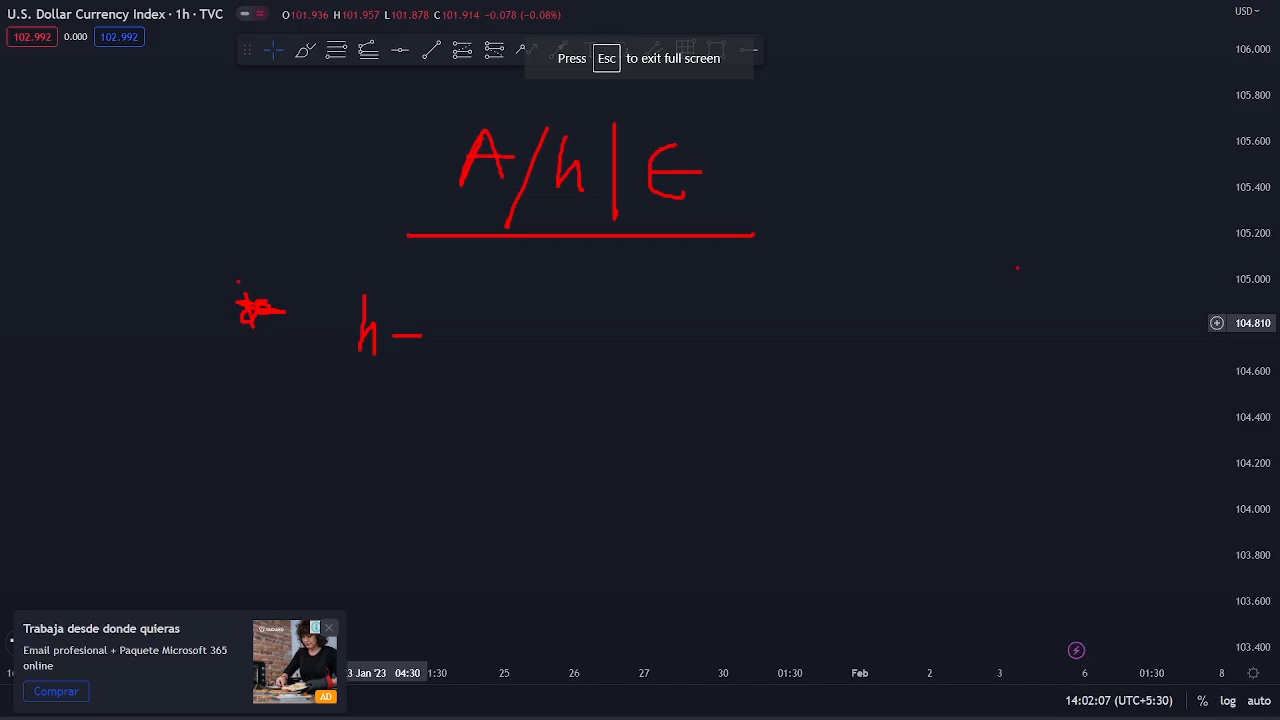 U.S. Dollar Currency Index · 1h · TVC
O101.936 H101.957 L101.878 C101.914 -0.078 (-0.08%)
USD
102.992 0.000 102.992
Press Esc to exit full screen
A/h|E
h –
106.000
105.800
105.600
105.400
105.200
105.000
104.810
104.600
104.400
104.200
104.000
103.800
103.600
103.400
Trabaja desde donde quieras
Email profesional + Paquete Microsoft 365
online
Comprar
AD
3 Jan '23 04:30 1:30 25 26 27 30 01:30 Feb 2 3 6 01:30 8
14:02:07 (UTC+5:30) % log auto